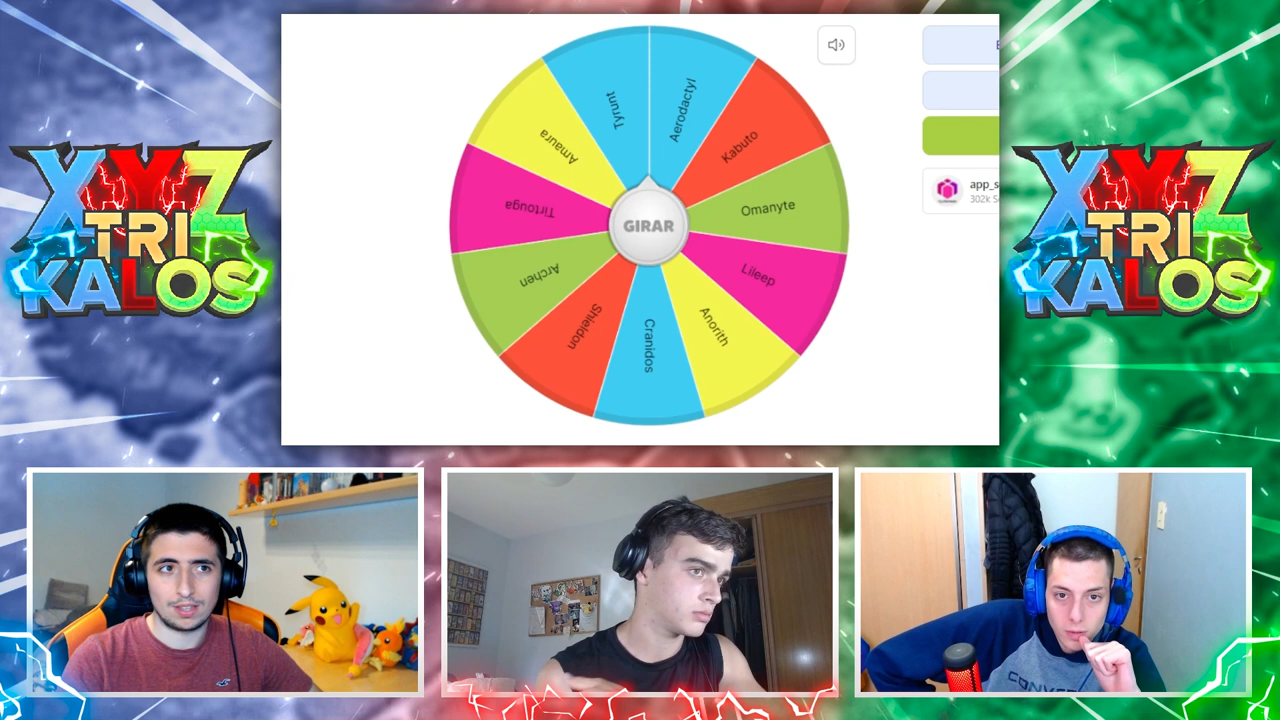 Tyrunt
Aerodactyl
Kabuto
Omanyte
Lileep
Anorith
Cranidos
Shieldon
Archen
Tirtouga
Amaura
GIRAR
app_s
302k S
XYZ
TRI
KALOS
XYZ
TRI
KALOS